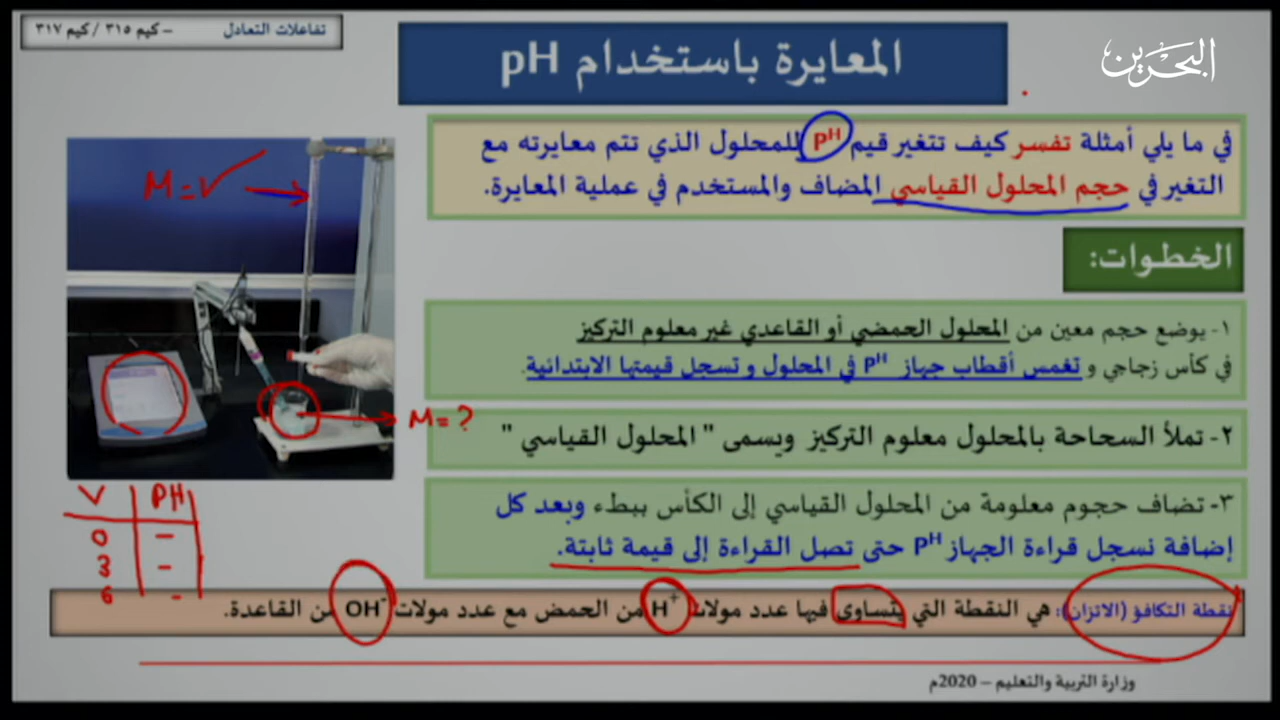 تفاعلات التعادل – كيم ٣١٥ / كيم ٣١٧
البحرين
المعايرة باستخدام pH
في ما يلي أمثلة تفسر كيف تتغير قيم pH للمحلول الذي تتم معايرته مع
التغير في حجم المحلول القياسي المضاف والمستخدم في عملية المعايرة.
الخطوات:
١- يوضع حجم معين من المحلول الحمضي أو القاعدي غير معلوم التركيز
في كأس زجاجي و تغمس أقطاب جهاز pH في المحلول و تسجل قيمتها الابتدائية.
٢- تملأ السحاحة بالمحلول معلوم التركيز ويسمى " المحلول القياسي "
٣- تضاف حجوم معلومة من المحلول القياسي إلى الكأس ببطء وبعد كل
إضافة نسجل قراءة الجهاز pH حتى تصل القراءة إلى قيمة ثابتة.
M = ✓
M = ?
V PH
0 –
3 –
6 –
نقطة التكافؤ (الاتزان): هي النقطة التي يتساوى فيها عدد مولات H+ من الحمض مع عدد مولات OH- من القاعدة.
وزارة التربية والتعليم – 2020م